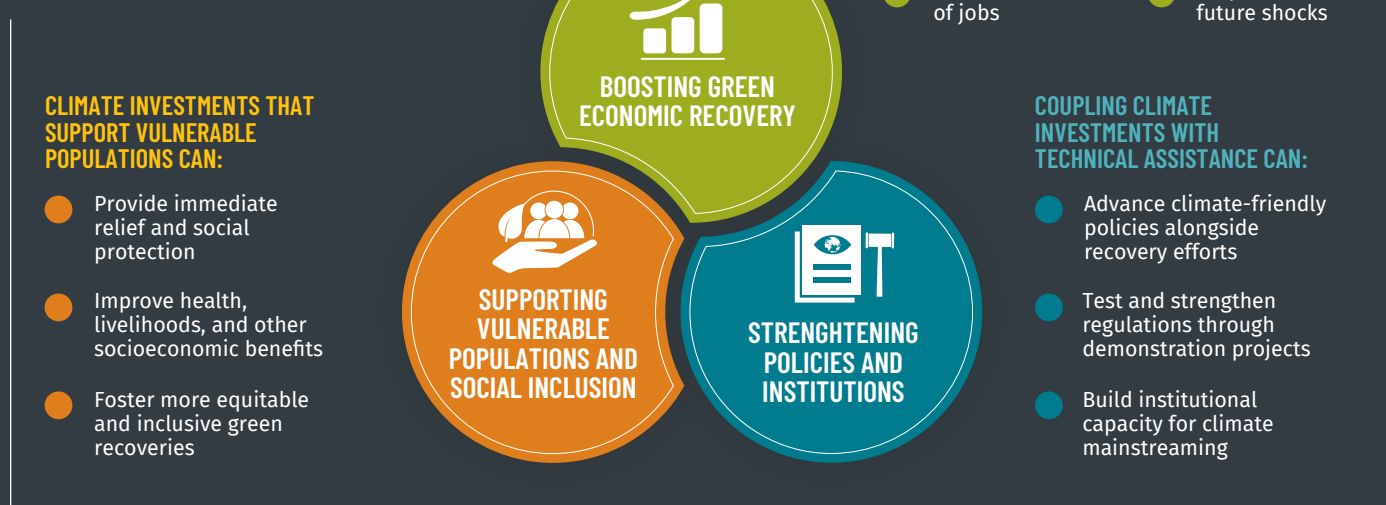 of jobs
future shocks
BOOSTING GREEN
ECONOMIC RECOVERY
CLIMATE INVESTMENTS THAT
SUPPORT VULNERABLE
POPULATIONS CAN:
Provide immediate
relief and social
protection
Improve health,
livelihoods, and other
socioeconomic benefits
Foster more equitable
and inclusive green
recoveries
SUPPORTING
VULNERABLE
POPULATIONS AND
SOCIAL INCLUSION
STRENGHTENING
POLICIES AND
INSTITUTIONS
COUPLING CLIMATE
INVESTMENTS WITH
TECHNICAL ASSISTANCE CAN:
Advance climate-friendly
policies alongside
recovery efforts
Test and strengthen
regulations through
demonstration projects
Build institutional
capacity for climate
mainstreaming